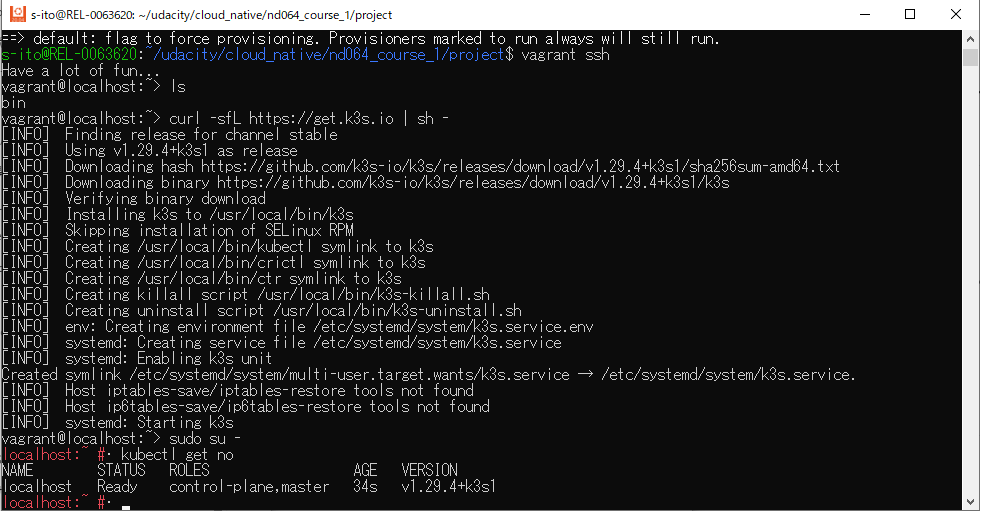 s-ito@REL-0063620: ~/udacity/cloud_native/nd064_course_1/project
==> default: flag to force provisioning. Provisioners marked to run always will still run.
s-ito@REL-0063620:~/udacity/cloud_native/nd064_course_1/project$ vagrant ssh
Have a lot of fun...
vagrant@localhost:~> ls
bin
vagrant@localhost:~> curl -sfL https://get.k3s.io | sh -
[INFO]  Finding release for channel stable
[INFO]  Using v1.29.4+k3s1 as release
[INFO]  Downloading hash https://github.com/k3s-io/k3s/releases/download/v1.29.4+k3s1/sha256sum-amd64.txt
[INFO]  Downloading binary https://github.com/k3s-io/k3s/releases/download/v1.29.4+k3s1/k3s
[INFO]  Verifying binary download
[INFO]  Installing k3s to /usr/local/bin/k3s
[INFO]  Skipping installation of SELinux RPM
[INFO]  Creating /usr/local/bin/kubectl symlink to k3s
[INFO]  Creating /usr/local/bin/crictl symlink to k3s
[INFO]  Creating /usr/local/bin/ctr symlink to k3s
[INFO]  Creating killall script /usr/local/bin/k3s-killall.sh
[INFO]  Creating uninstall script /usr/local/bin/k3s-uninstall.sh
[INFO]  env: Creating environment file /etc/systemd/system/k3s.service.env
[INFO]  systemd: Creating service file /etc/systemd/system/k3s.service
[INFO]  systemd: Enabling k3s unit
Created symlink /etc/systemd/system/multi-user.target.wants/k3s.service → /etc/systemd/system/k3s.service.
[INFO]  Host iptables-save/iptables-restore tools not found
[INFO]  Host ip6tables-save/ip6tables-restore tools not found
[INFO]  systemd: Starting k3s
vagrant@localhost:~> sudo su -
localhost:~ #· kubectl get no
NAME        STATUS   ROLES                  AGE   VERSION
localhost   Ready    control-plane,master   34s   v1.29.4+k3s1
localhost:~ #·